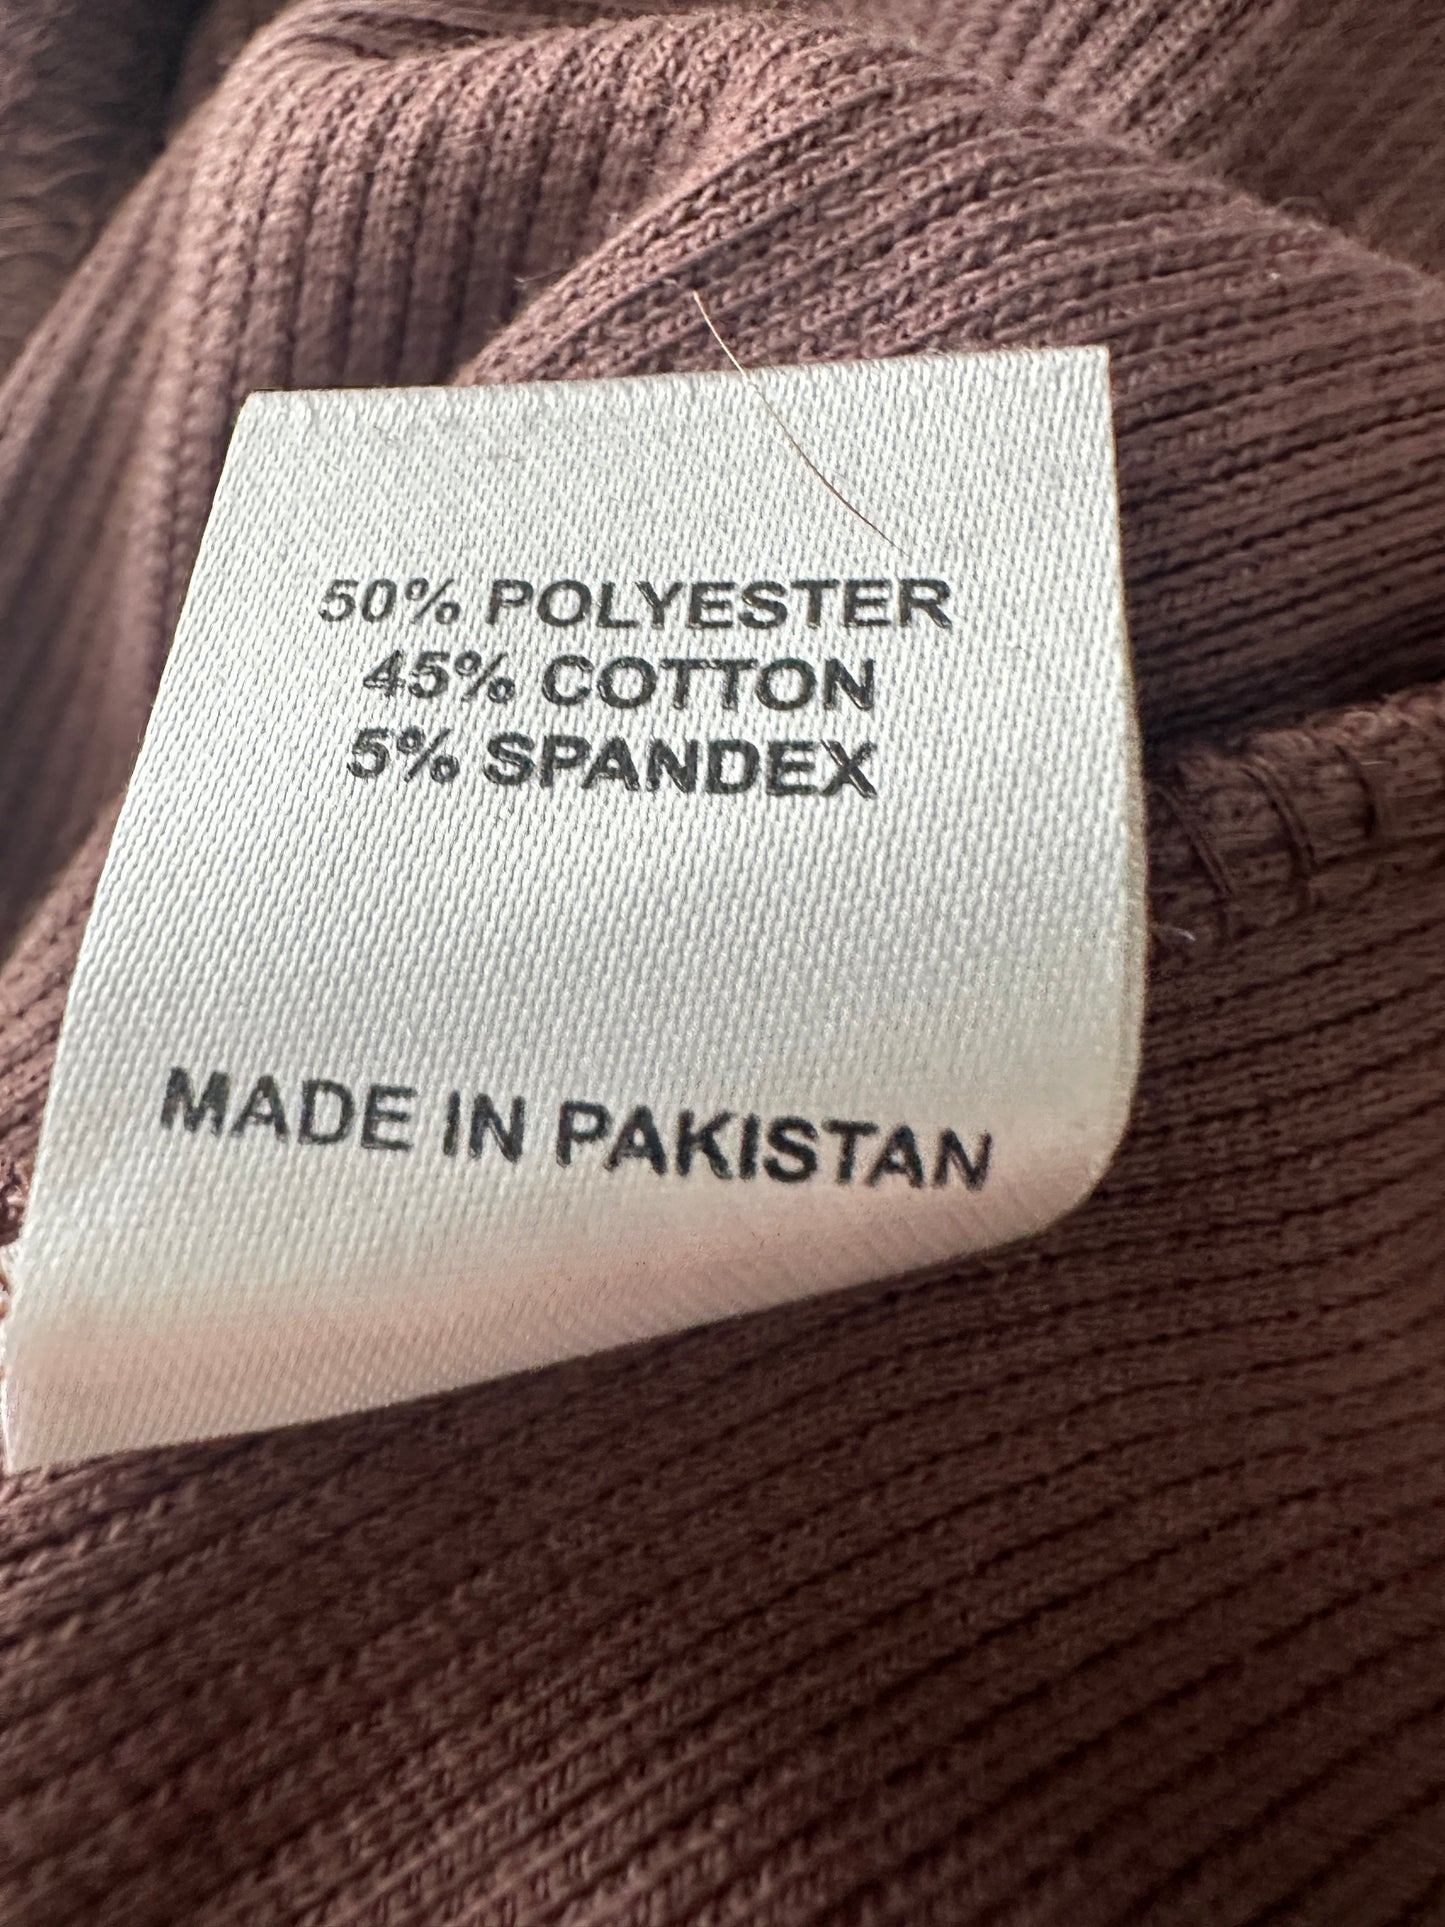 50% POLYESTER
45% COTTON
5% SPANDEX
MADE IN PAKISTAN